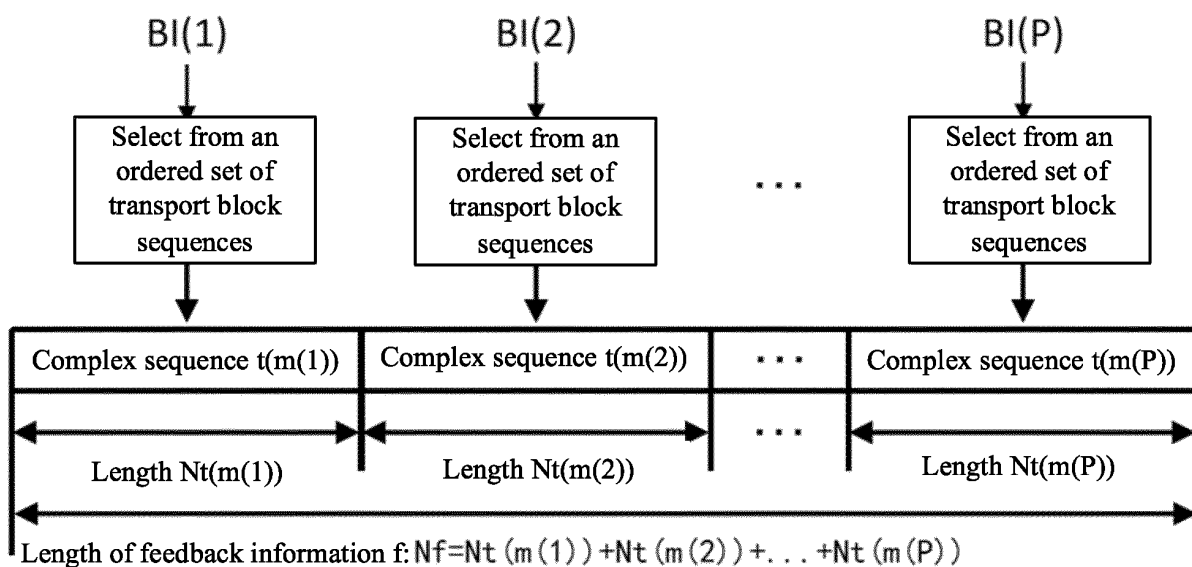 BI(1) BI(2) BI(P)
Select from an Select from an Select from an
ordered set of ordered set of ordered set of
transport block transport block ... transport block
sequences sequences sequences
Complex sequence t(m(1)) Complex sequence t(m(2)) ... Complex sequence t(m(P))
...
Length Nt(m(1)) Length Nt(m(2)) Length Nt(m(P))
Length of feedback information f: Nf=Nt(m(1))+Nt(m(2))+...+Nt(m(P))